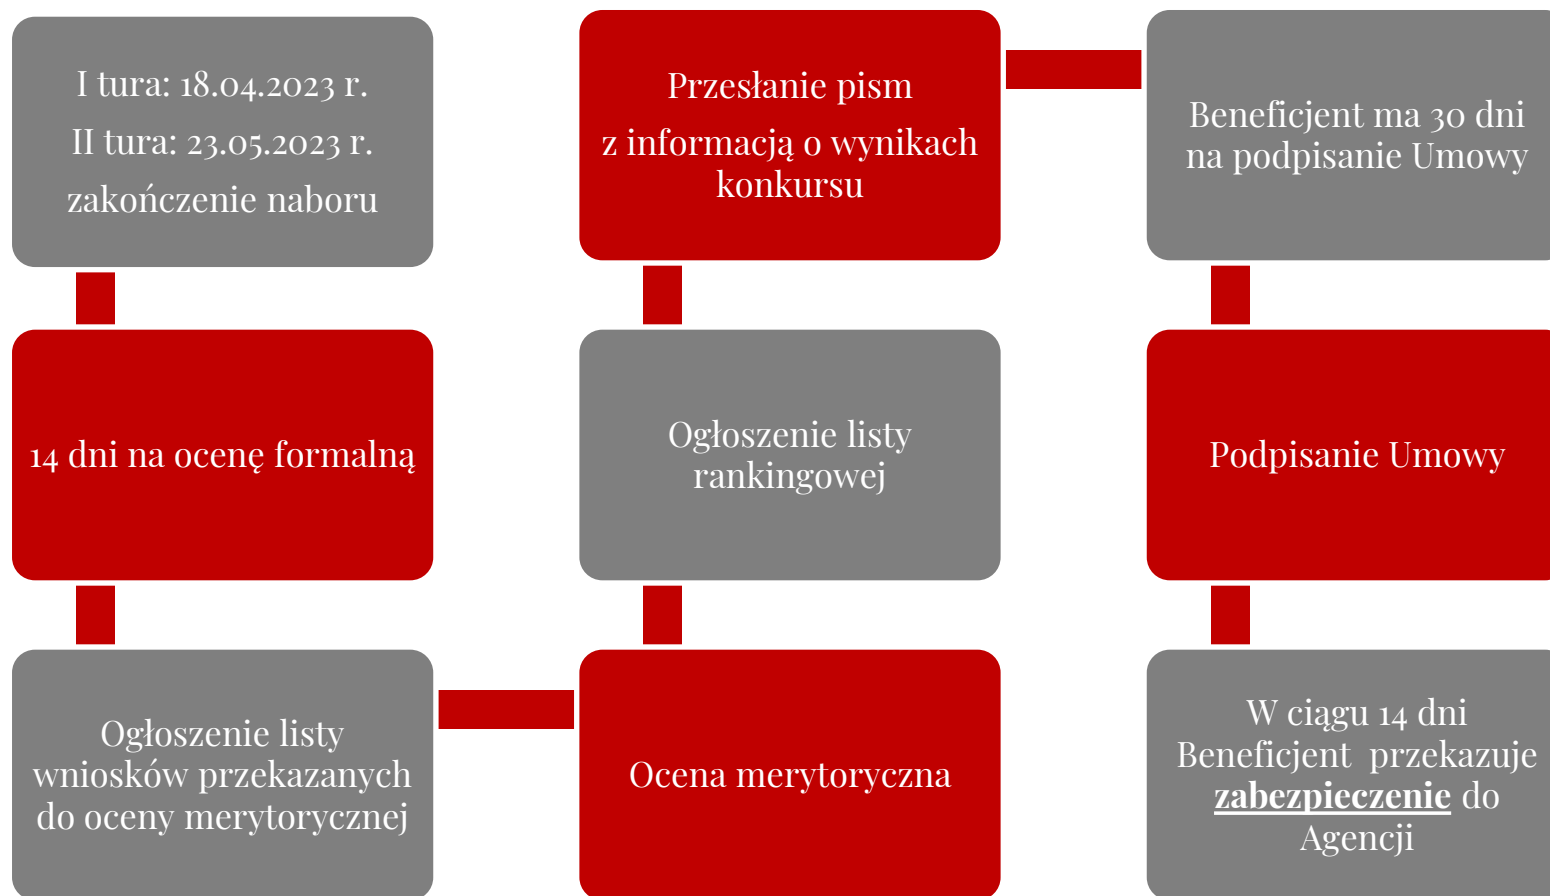 I tura: 18.04.2023 r.
II tura: 23.05.2023 r.
zakończenie naboru
14 dni na ocenę formalną
Ogłoszenie listy
wniosków przekazanych
do oceny merytorycznej
Ocena merytoryczna
Ogłoszenie listy
rankingowej
Przesłanie pism
z informacją o wynikach
konkursu
Beneficjent ma 30 dni
na podpisanie Umowy
Podpisanie Umowy
W ciągu 14 dni
Beneficjent przekazuje
zabezpieczenie do
Agencji